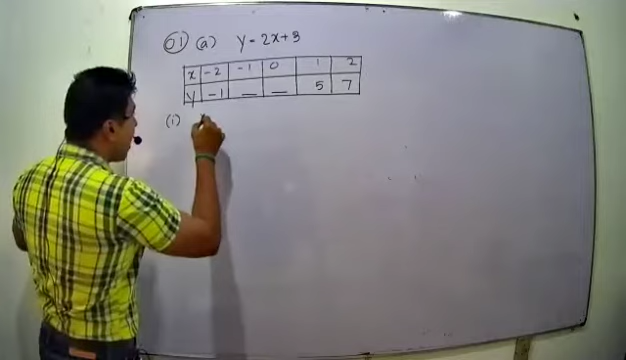 01 (a) y = 2x+3
x -2 -1 0 1 2
y -1 _ _ 5 7
(i)